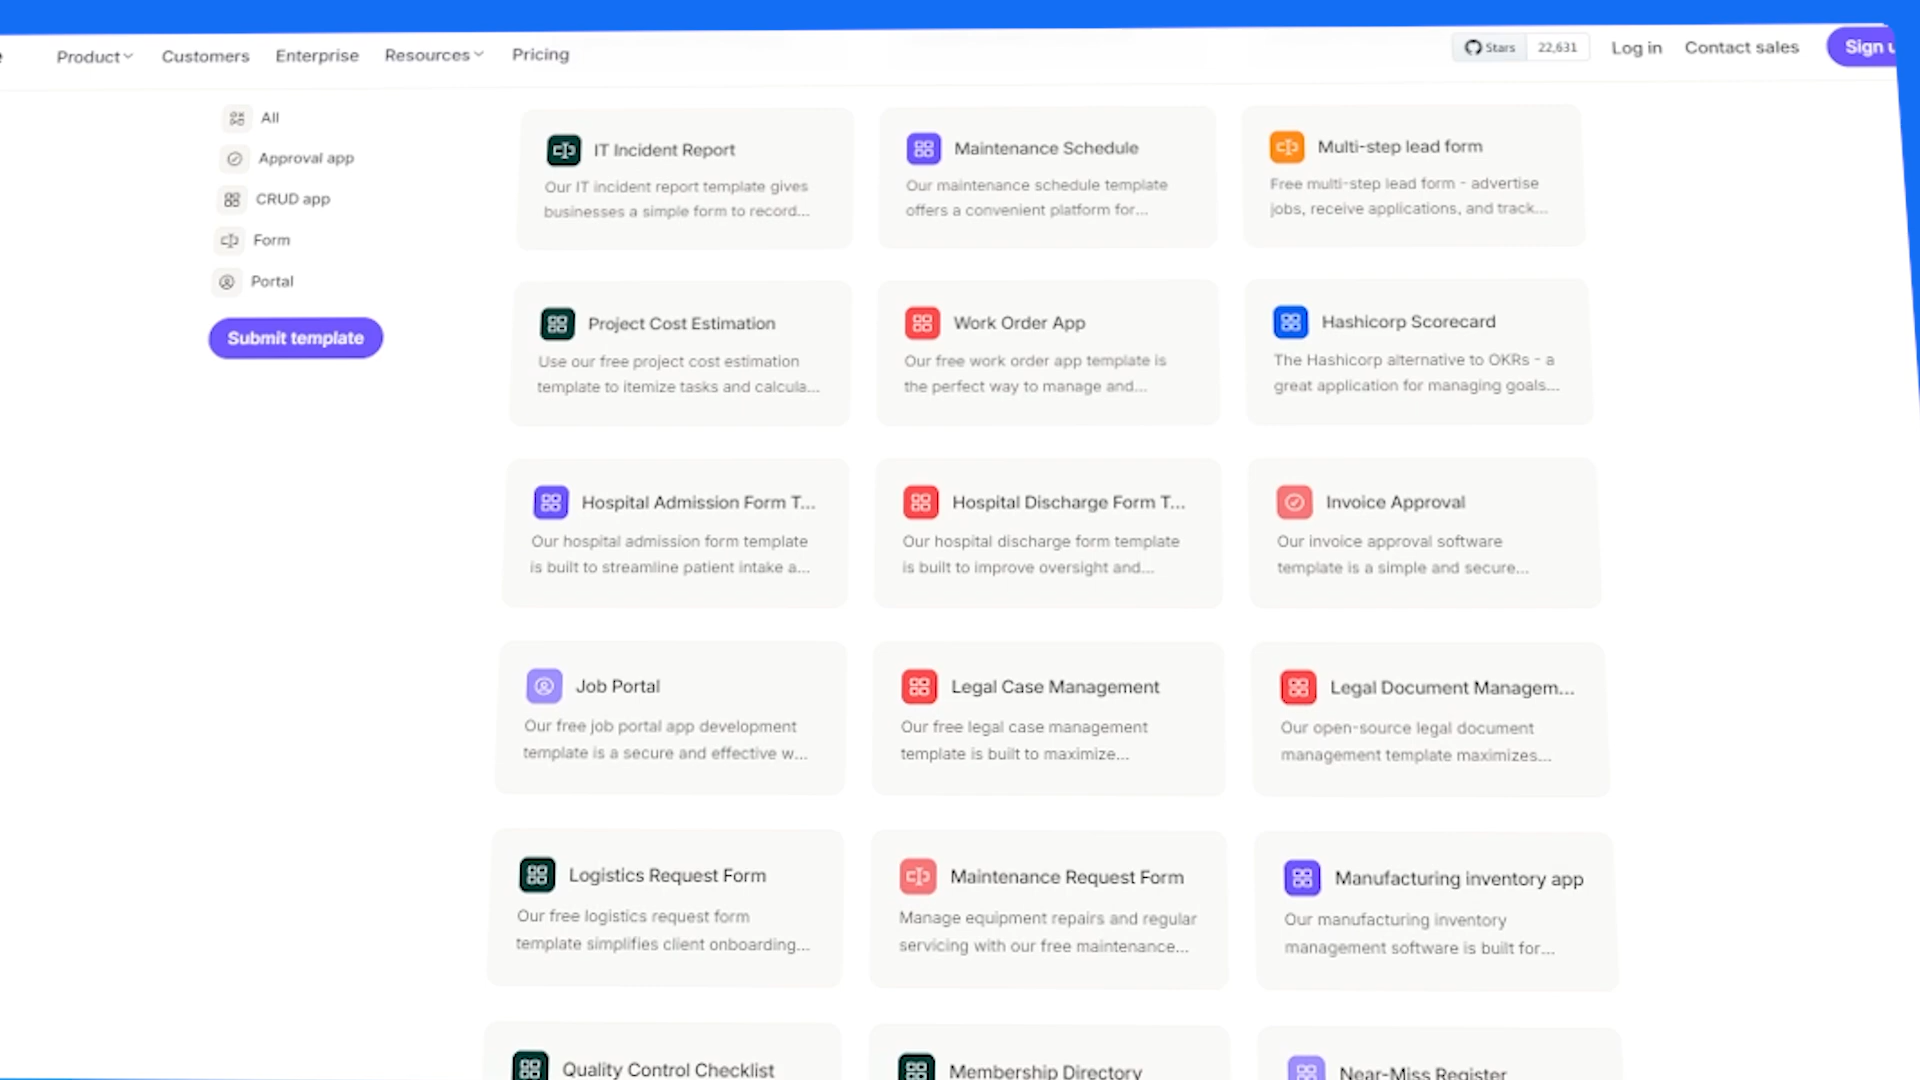 Product
Customers
Enterprise
Resources
Pricing
Stars
22,631
Log in
Contact sales
Sign
All
Approval app
CRUD app
Form
Portal
Submit template
IT Incident Report
Our IT incident report template gives
businesses a simple form to record...
Maintenance Schedule
Our maintenance schedule template
offers a convenient platform for...
Multi-step lead form
Free multi-step lead form - advertise
jobs, receive applications, and track...
Project Cost Estimation
Use our free project cost estimation
template to itemize tasks and calcula...
Work Order App
Our free work order app template is
the perfect way to manage and...
Hashicorp Scorecard
The Hashicorp alternative to OKRs - a
great application for managing goals...
Hospital Admission Form T...
Our hospital admission form template
is built to streamline patient intake a...
Hospital Discharge Form T...
Our hospital discharge form template
is built to improve oversight and...
Invoice Approval
Our invoice approval software
template is a simple and secure...
Job Portal
Our free job portal app development
template is a secure and effective w...
Legal Case Management
Our free legal case management
template is built to maximize...
Legal Document Managem...
Our open-source legal document
management template maximizes...
Logistics Request Form
Our free logistics request form
template simplifies client onboarding...
Maintenance Request Form
Manage equipment repairs and regular
servicing with our free maintenance...
Manufacturing inventory app
Our manufacturing inventory
management software is built for...
Quality Control Checklist
Membership Directory
Near-Miss Register